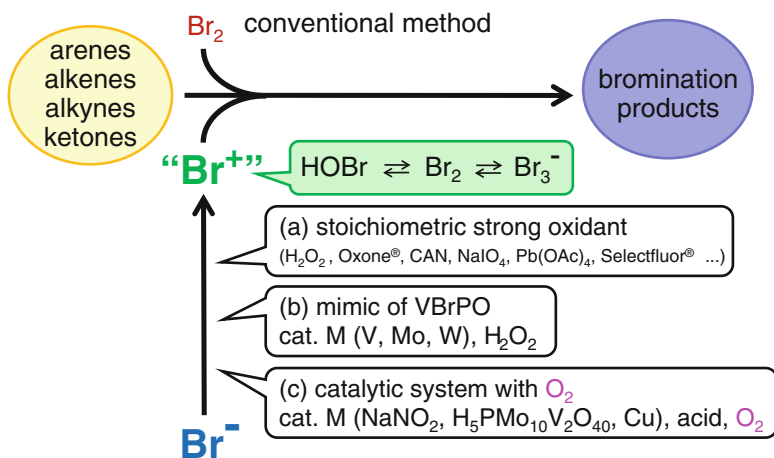 Br₂ conventional method
arenes
alkenes
alkynes
ketones
bromination
products
“Br⁺”
HOBr ⇄ Br₂ ⇄ Br₃⁻
(a) stoichiometric strong oxidant
(H₂O₂ , Oxone®, CAN, NaIO₄, Pb(OAc)₄, Selectfluor® ...)
(b) mimic of VBrPO
cat. M (V, Mo, W), H₂O₂
(c) catalytic system with O₂
cat. M (NaNO₂, H₅PMo₁₀V₂O₄₀, Cu), acid, O₂
Br⁻